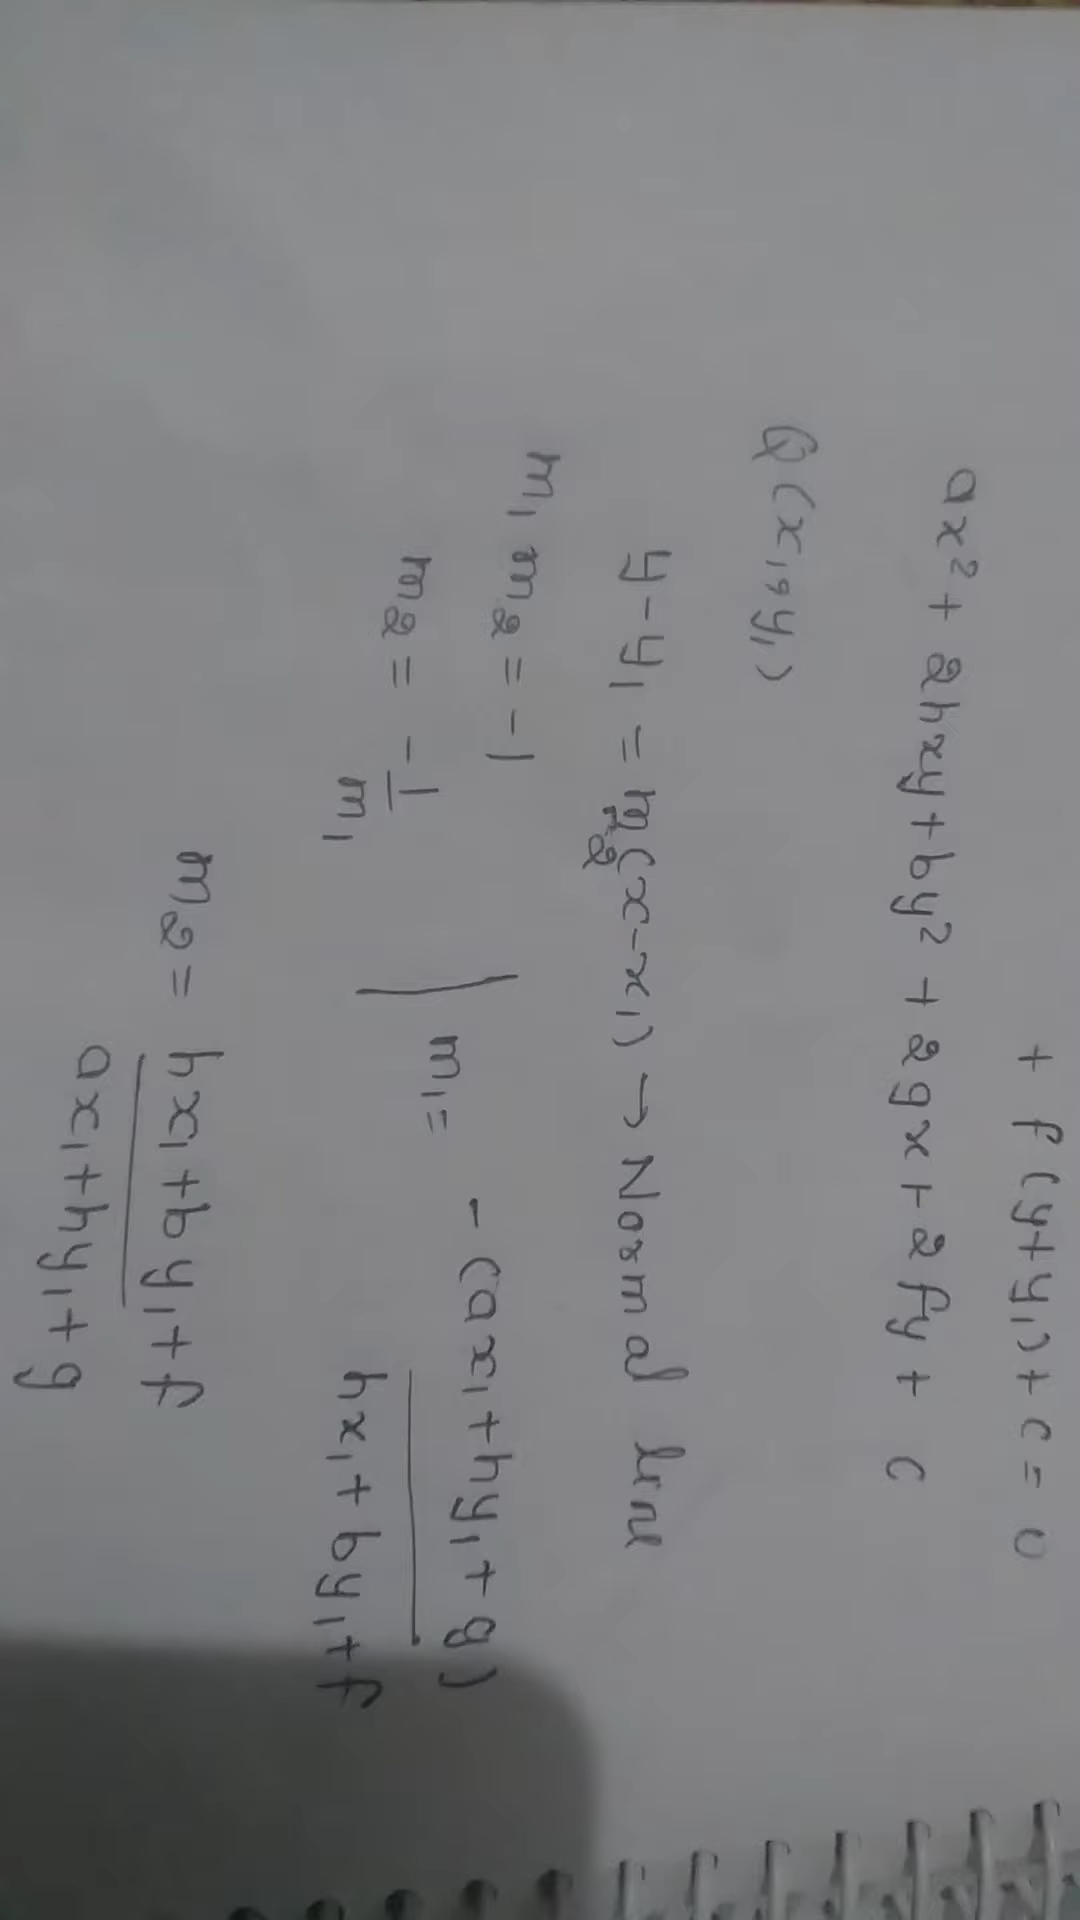 + f(y+y₁)+c = 0
ax² + 2hxy + by² + 2gx + 2fy + c
Q(x₁, y₁)
y-y₁ = m₂(x-x₁) → Normal line
m₁ m₂ = -1
m₂ = -1/m₁ | m₁ = -(ax₁+hy₁+g)/hx₁+by₁+f
m₂ = hx₁+by₁+f/ax₁+hy₁+g